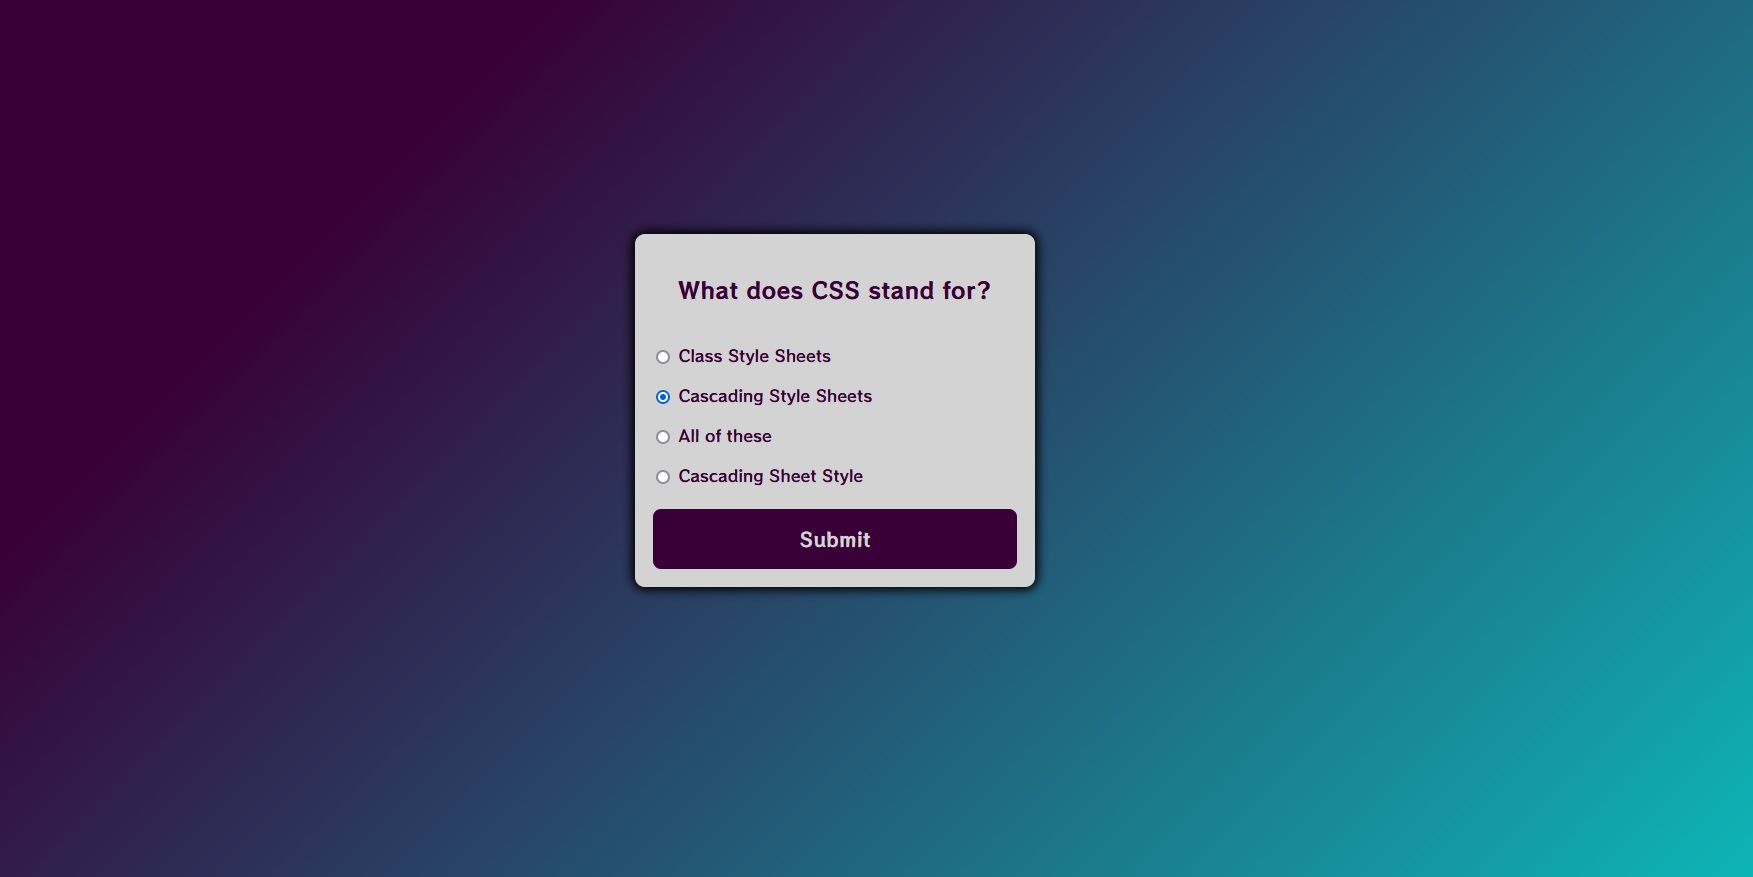 What does CSS stand for?
Class Style Sheets
Cascading Style Sheets
All of these
Cascading Sheet Style
Submit